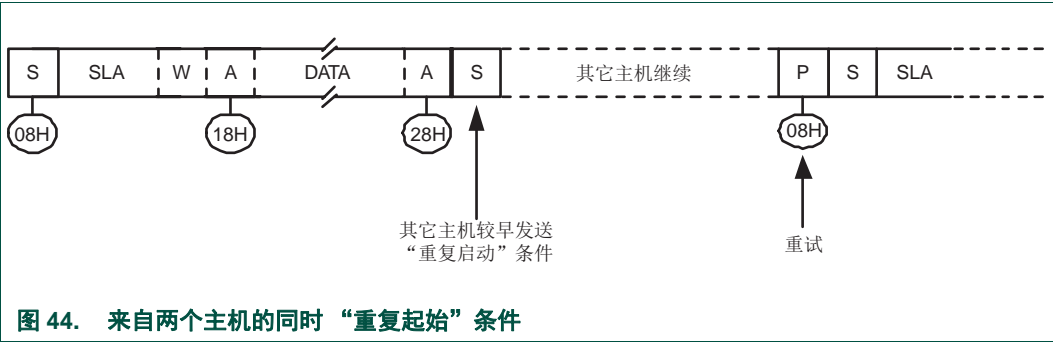 S SLA W A DATA A S 其它主机继续 P S SLA
08H 18H 28H 08H
其它主机较早发送
“重复启动”条件
重试
图 44. 来自两个主机的同时 “重复起始”条件